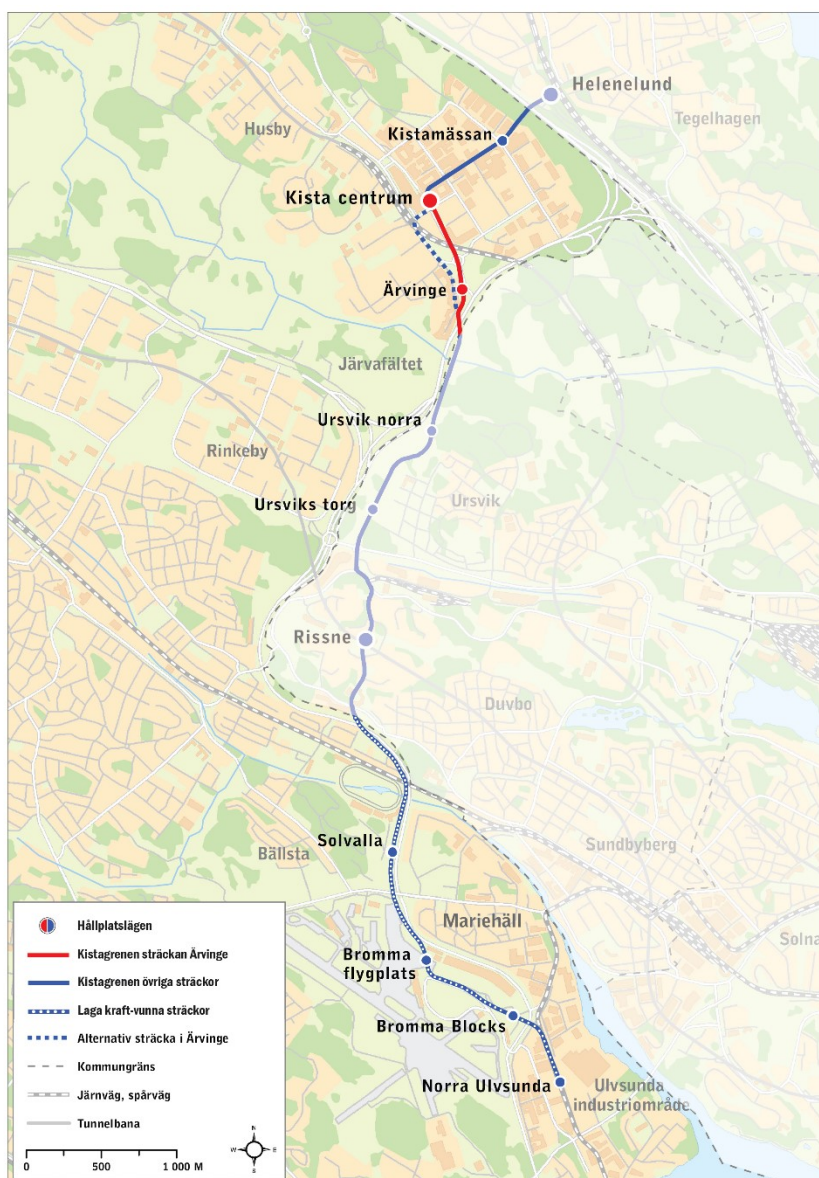 Helenelund
Tegelhagen
Husby
Kistamässan
Kista centrum
Ärvinge
Järvafältet
Ursvik norra
Rinkeby
Ursviks torg
Ursvik
Rissne
Duvbo
Solvalla
Bällsta
Sundbyberg
Mariehäll
Solna
Bromma
flygplats
Bromma Blocks
Norra Ulvsunda
Ulvsunda
industriområde
Hållplatslägen
Kistagrenen sträckan Ärvinge
Kistagrenen övriga sträckor
Laga kraft-vunna sträckor
Alternativ sträcka i Ärvinge
Kommungräns
Järnväg, spårväg
Tunnelbana
0 500 1 000 M
N
W E
S